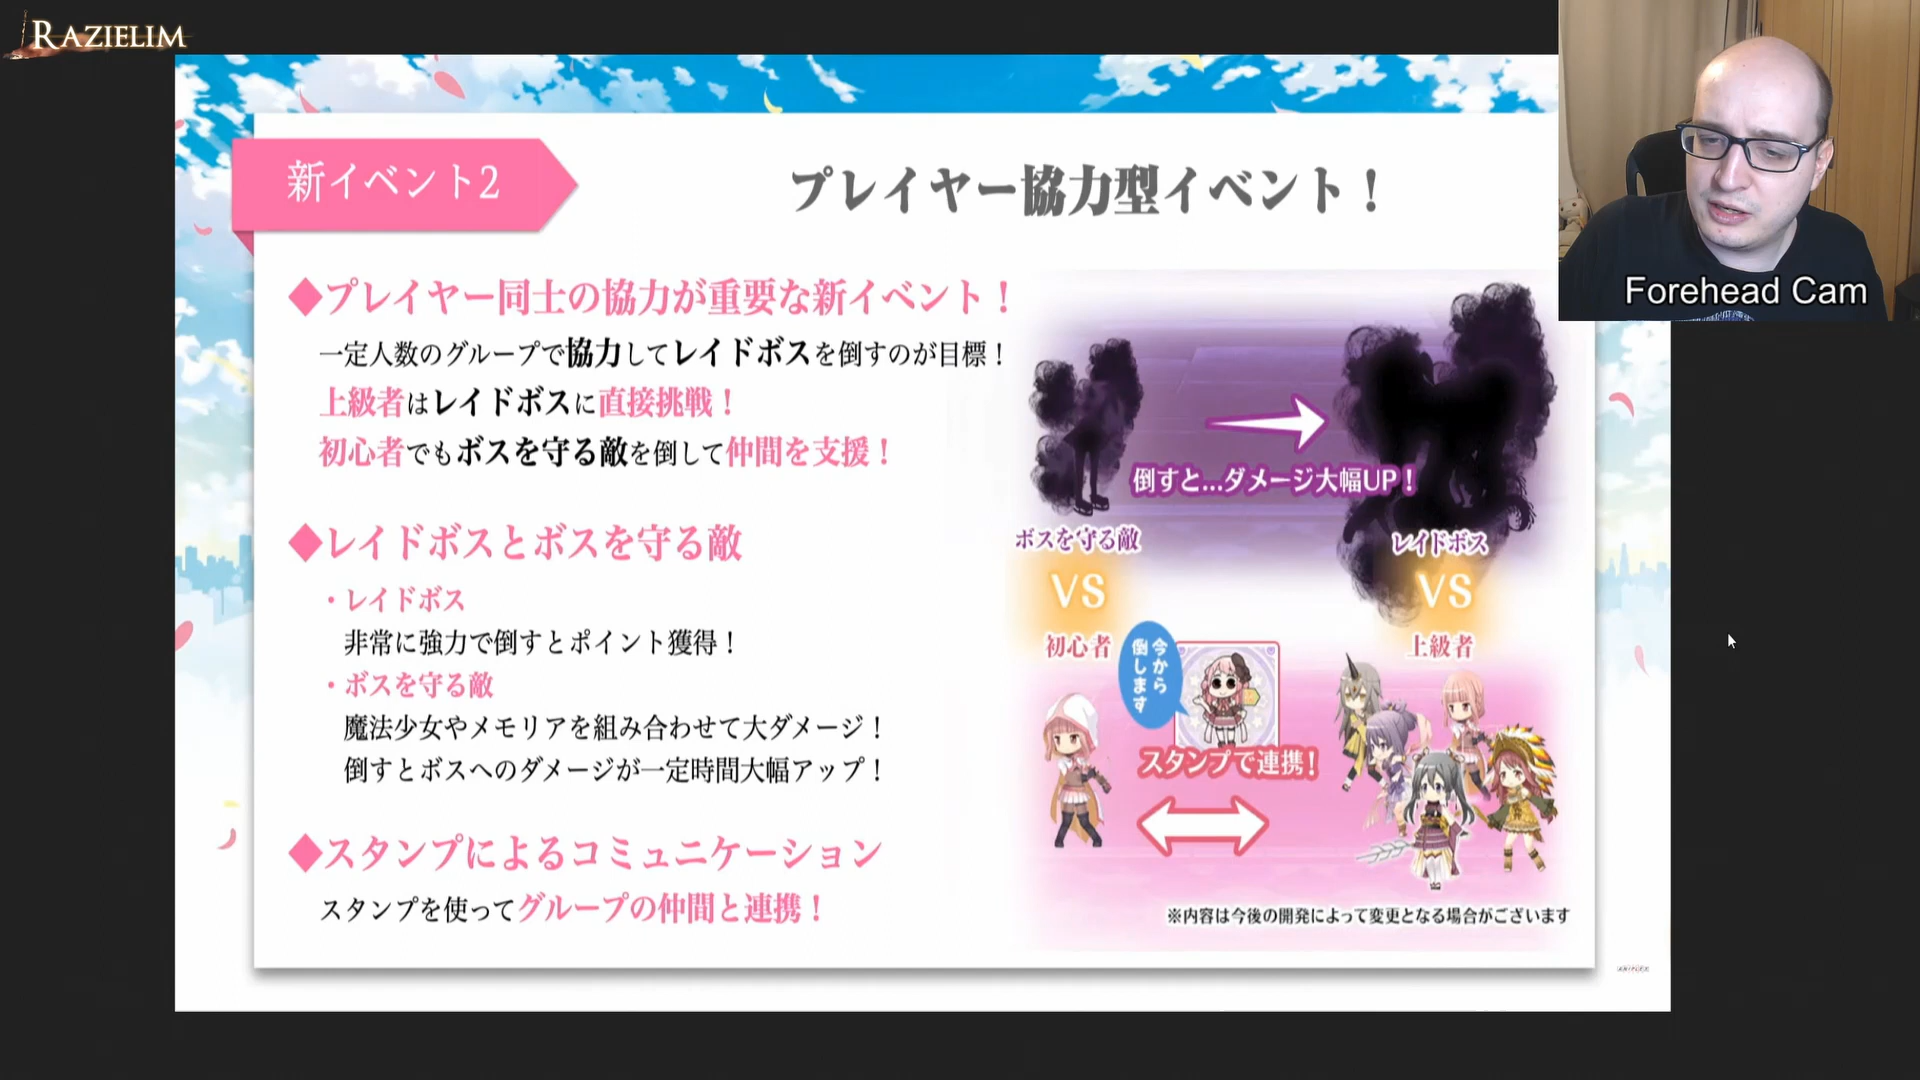 RAZIELIM
新イベント2
プレイヤー協力型イベント！
Forehead Cam
◆プレイヤー同士の協力が重要な新イベント！
一定人数のグループで協力してレイドボスを倒すのが目標！
上級者はレイドボスに直接挑戦！
初心者でもボスを守る敵を倒して仲間を支援！
◆レイドボスとボスを守る敵
・レイドボス
非常に強力で倒すとポイント獲得！
・ボスを守る敵
魔法少女やメモリアを組み合わせて大ダメージ！
倒すとボスへのダメージが一定時間大幅アップ！
◆スタンプによるコミュニケーション
スタンプを使ってグループの仲間と連携！
倒すと…ダメージ大幅UP！
ボスを守る敵
レイドボス
VS
VS
初心者
上級者
今から
倒します
スタンプで連携！
※内容は今後の開発によって変更となる場合がございます